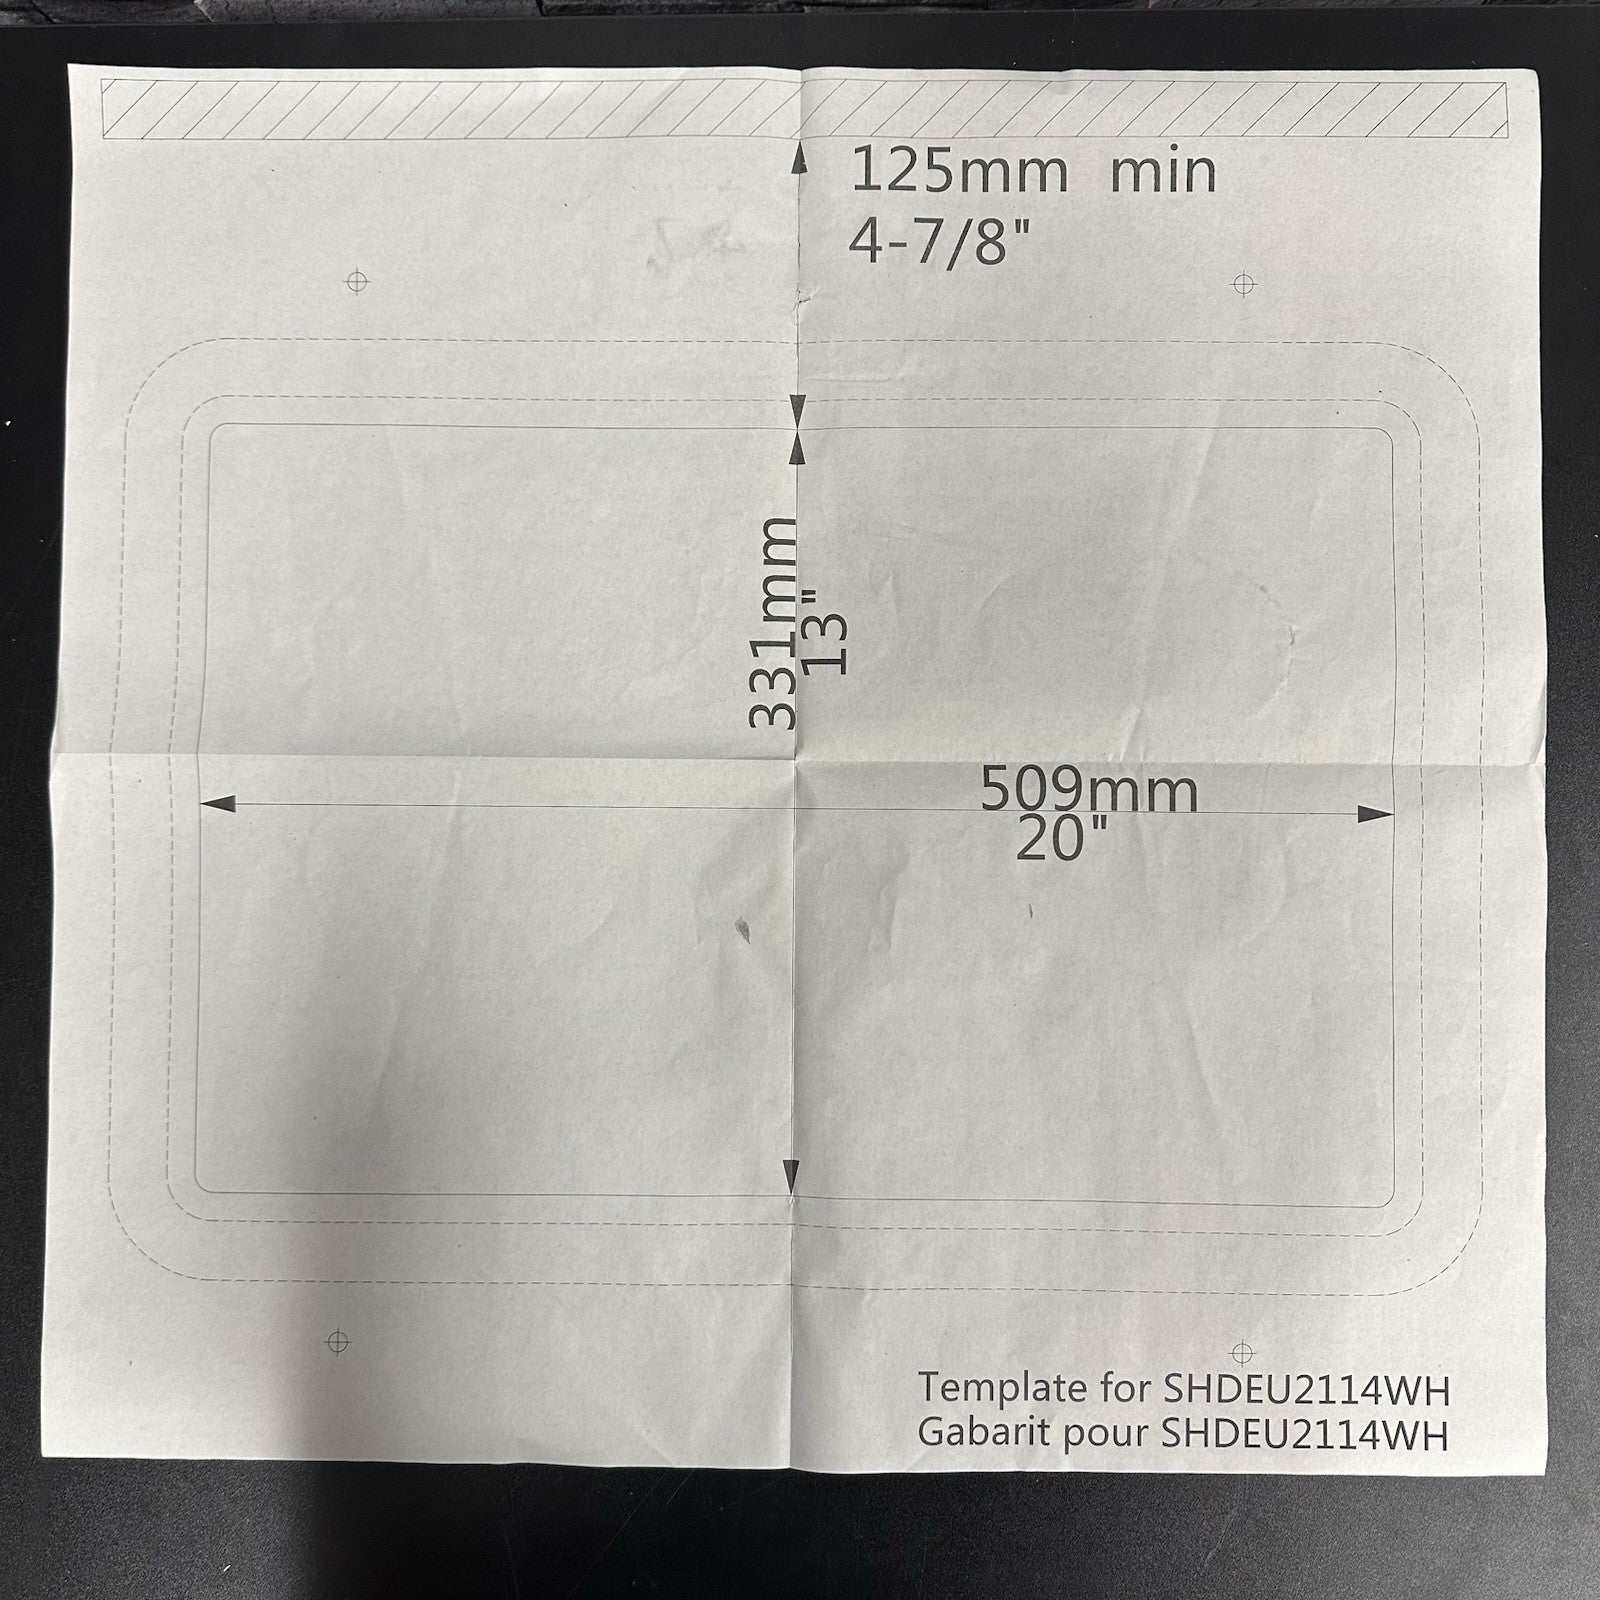 125mm min
4-7/8"
331mm
13"
509mm
20"
Template for SHDEU2114WH
Gabarit pour SHDEU2114WH